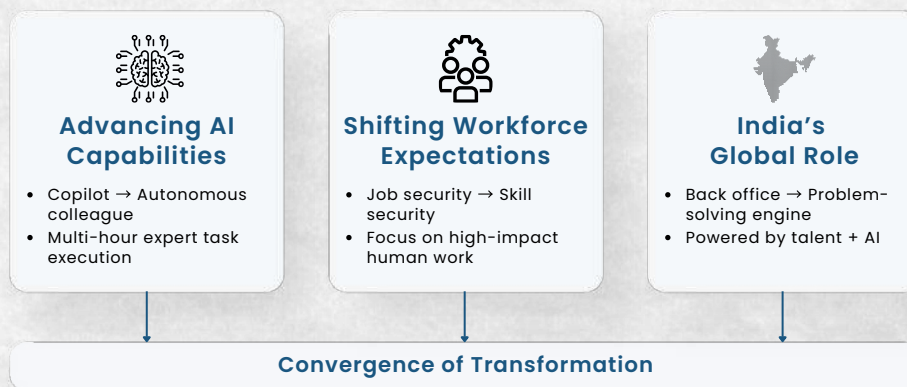 Advancing AI
Capabilities
• Copilot → Autonomous
colleague
• Multi-hour expert task
execution
Shifting Workforce
Expectations
• Job security → Skill
security
• Focus on high-impact
human work
India’s
Global Role
• Back office → Problem-
solving engine
• Powered by talent + AI
Convergence of Transformation